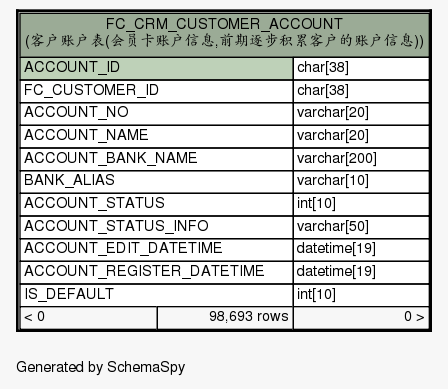 FC_CRM_CUSTOMER_ACCOUNT
(客户账户表(会员卡账户信息,前期逐步积累客户的账户信息))
ACCOUNT_ID char[38]
FC_CUSTOMER_ID char[38]
ACCOUNT_NO varchar[20]
ACCOUNT_NAME varchar[20]
ACCOUNT_BANK_NAME varchar[200]
BANK_ALIAS varchar[10]
ACCOUNT_STATUS int[10]
ACCOUNT_STATUS_INFO varchar[50]
ACCOUNT_EDIT_DATETIME datetime[19]
ACCOUNT_REGISTER_DATETIME datetime[19]
IS_DEFAULT int[10]
< 0 98,693 rows 0 >
Generated by SchemaSpy